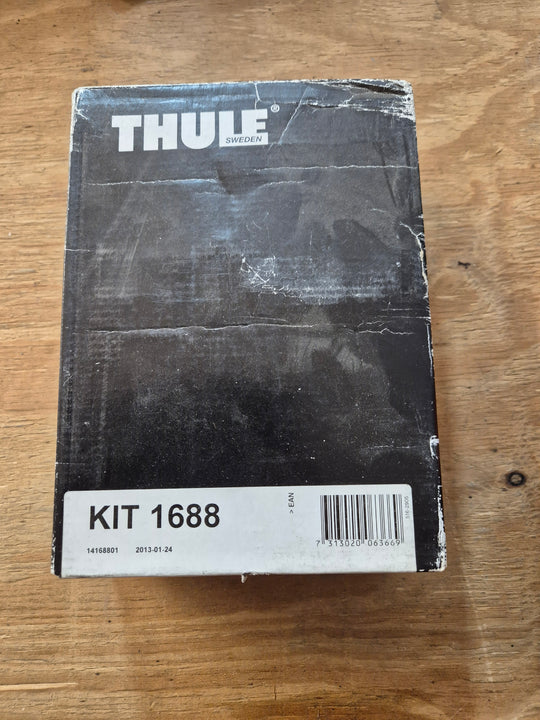 THULE®
SWEDEN
KIT 1688
> EAN
14168801 2013-01-24
7 313020 063669